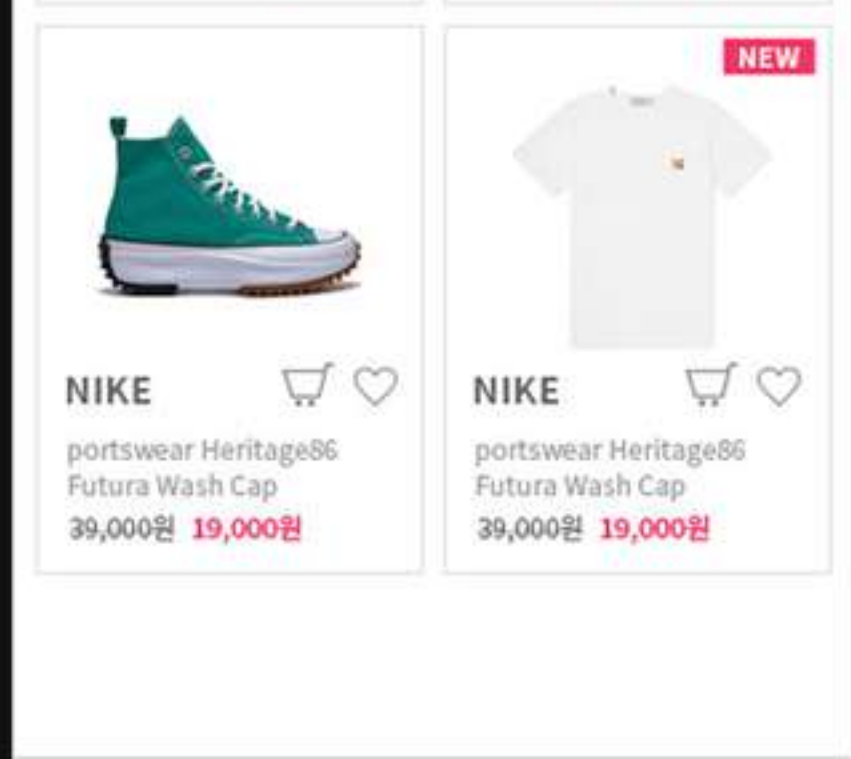 NEW
NIKE
portswear Heritage86
Futura Wash Cap
39,000원 19,000원
NIKE
portswear Heritage86
Futura Wash Cap
39,000원 19,000원